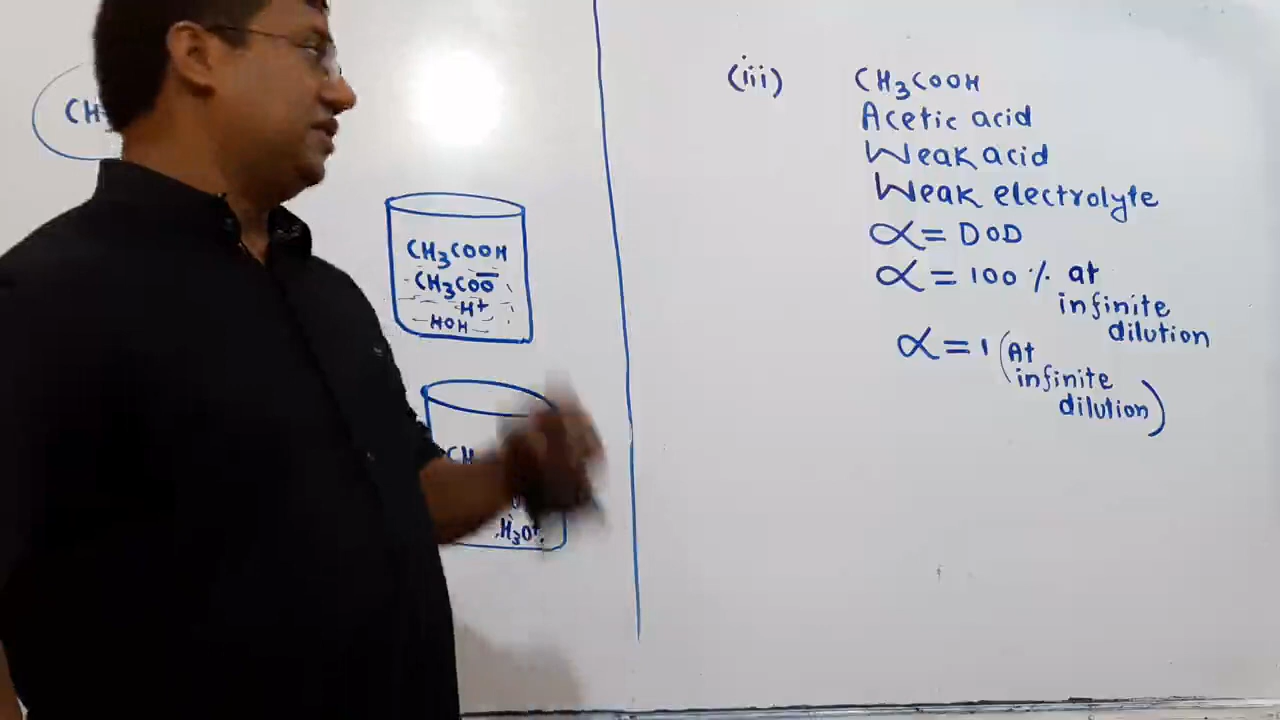 CH3COOH
CH3COO̅
H+
HOH
CH
H3O+
(iii) CH3COOH
Acetic acid
Weak acid
Weak electrolyte
α = DOD
α = 100 % at
infinite
dilution
α = 1 (At
infinite
dilution)